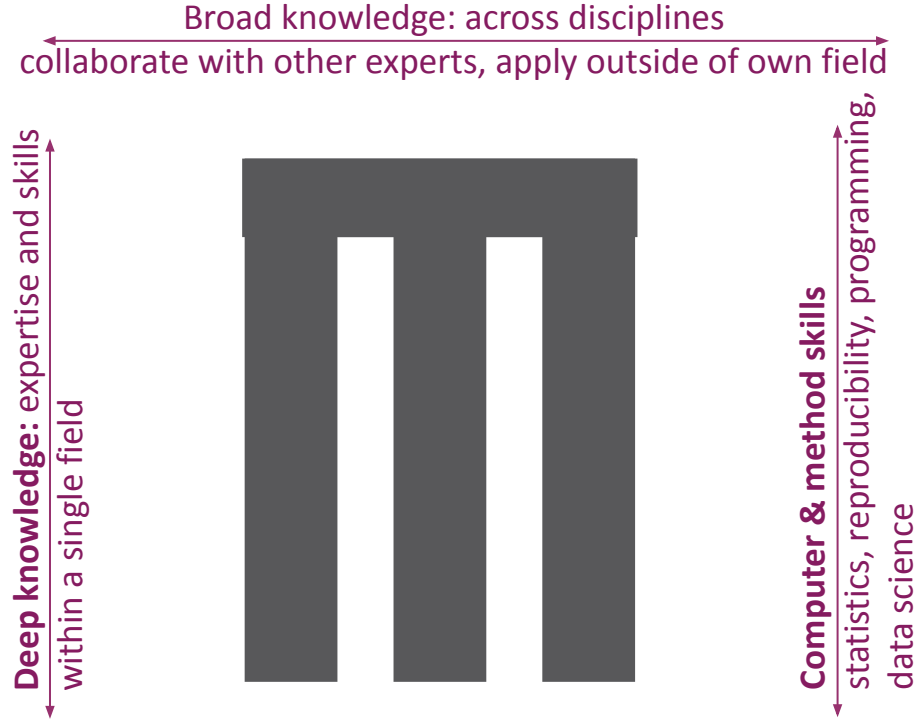 Broad knowledge: across disciplines
collaborate with other experts, apply outside of own field
Deep knowledge: expertise and skills
within a single field
Computer & method skills
statistics, reproducibility, programming,
data science